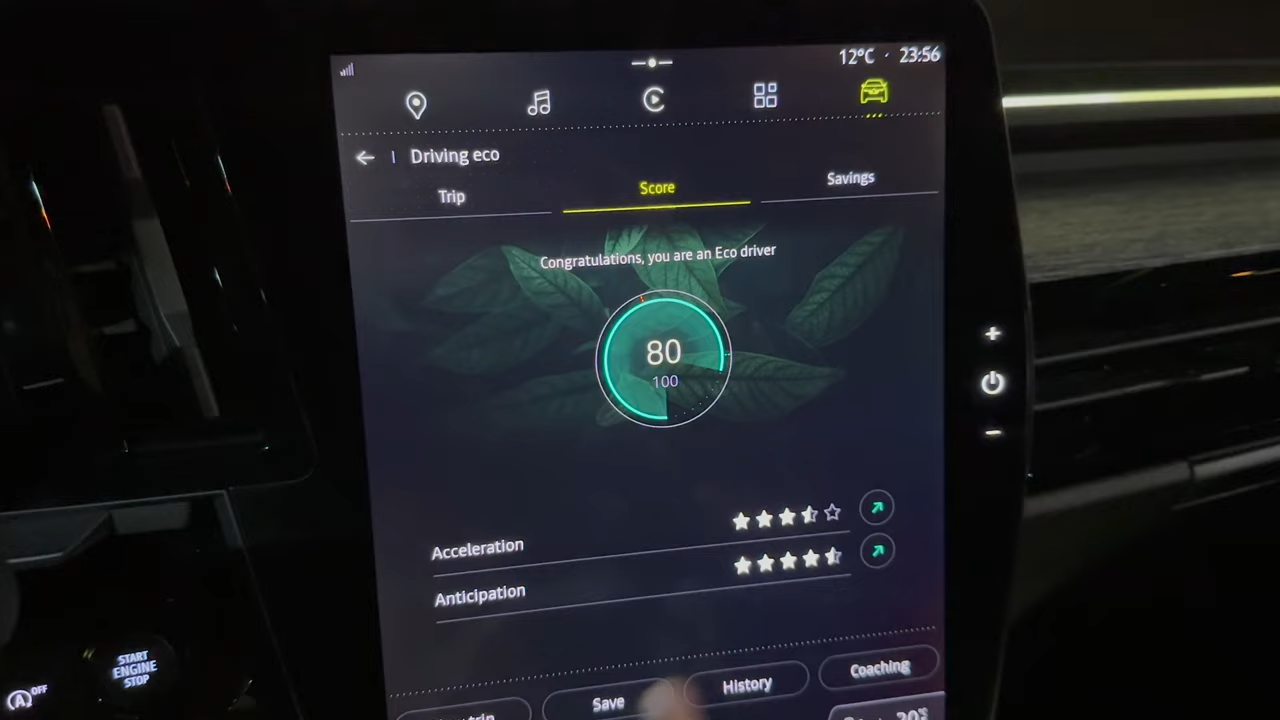 12°C · 23:56
Driving eco
Trip
Score
Savings
Congratulations, you are an Eco driver
80
100
Acceleration
Anticipation
Save
History
Coaching
START
ENGINE
STOP
A OFF